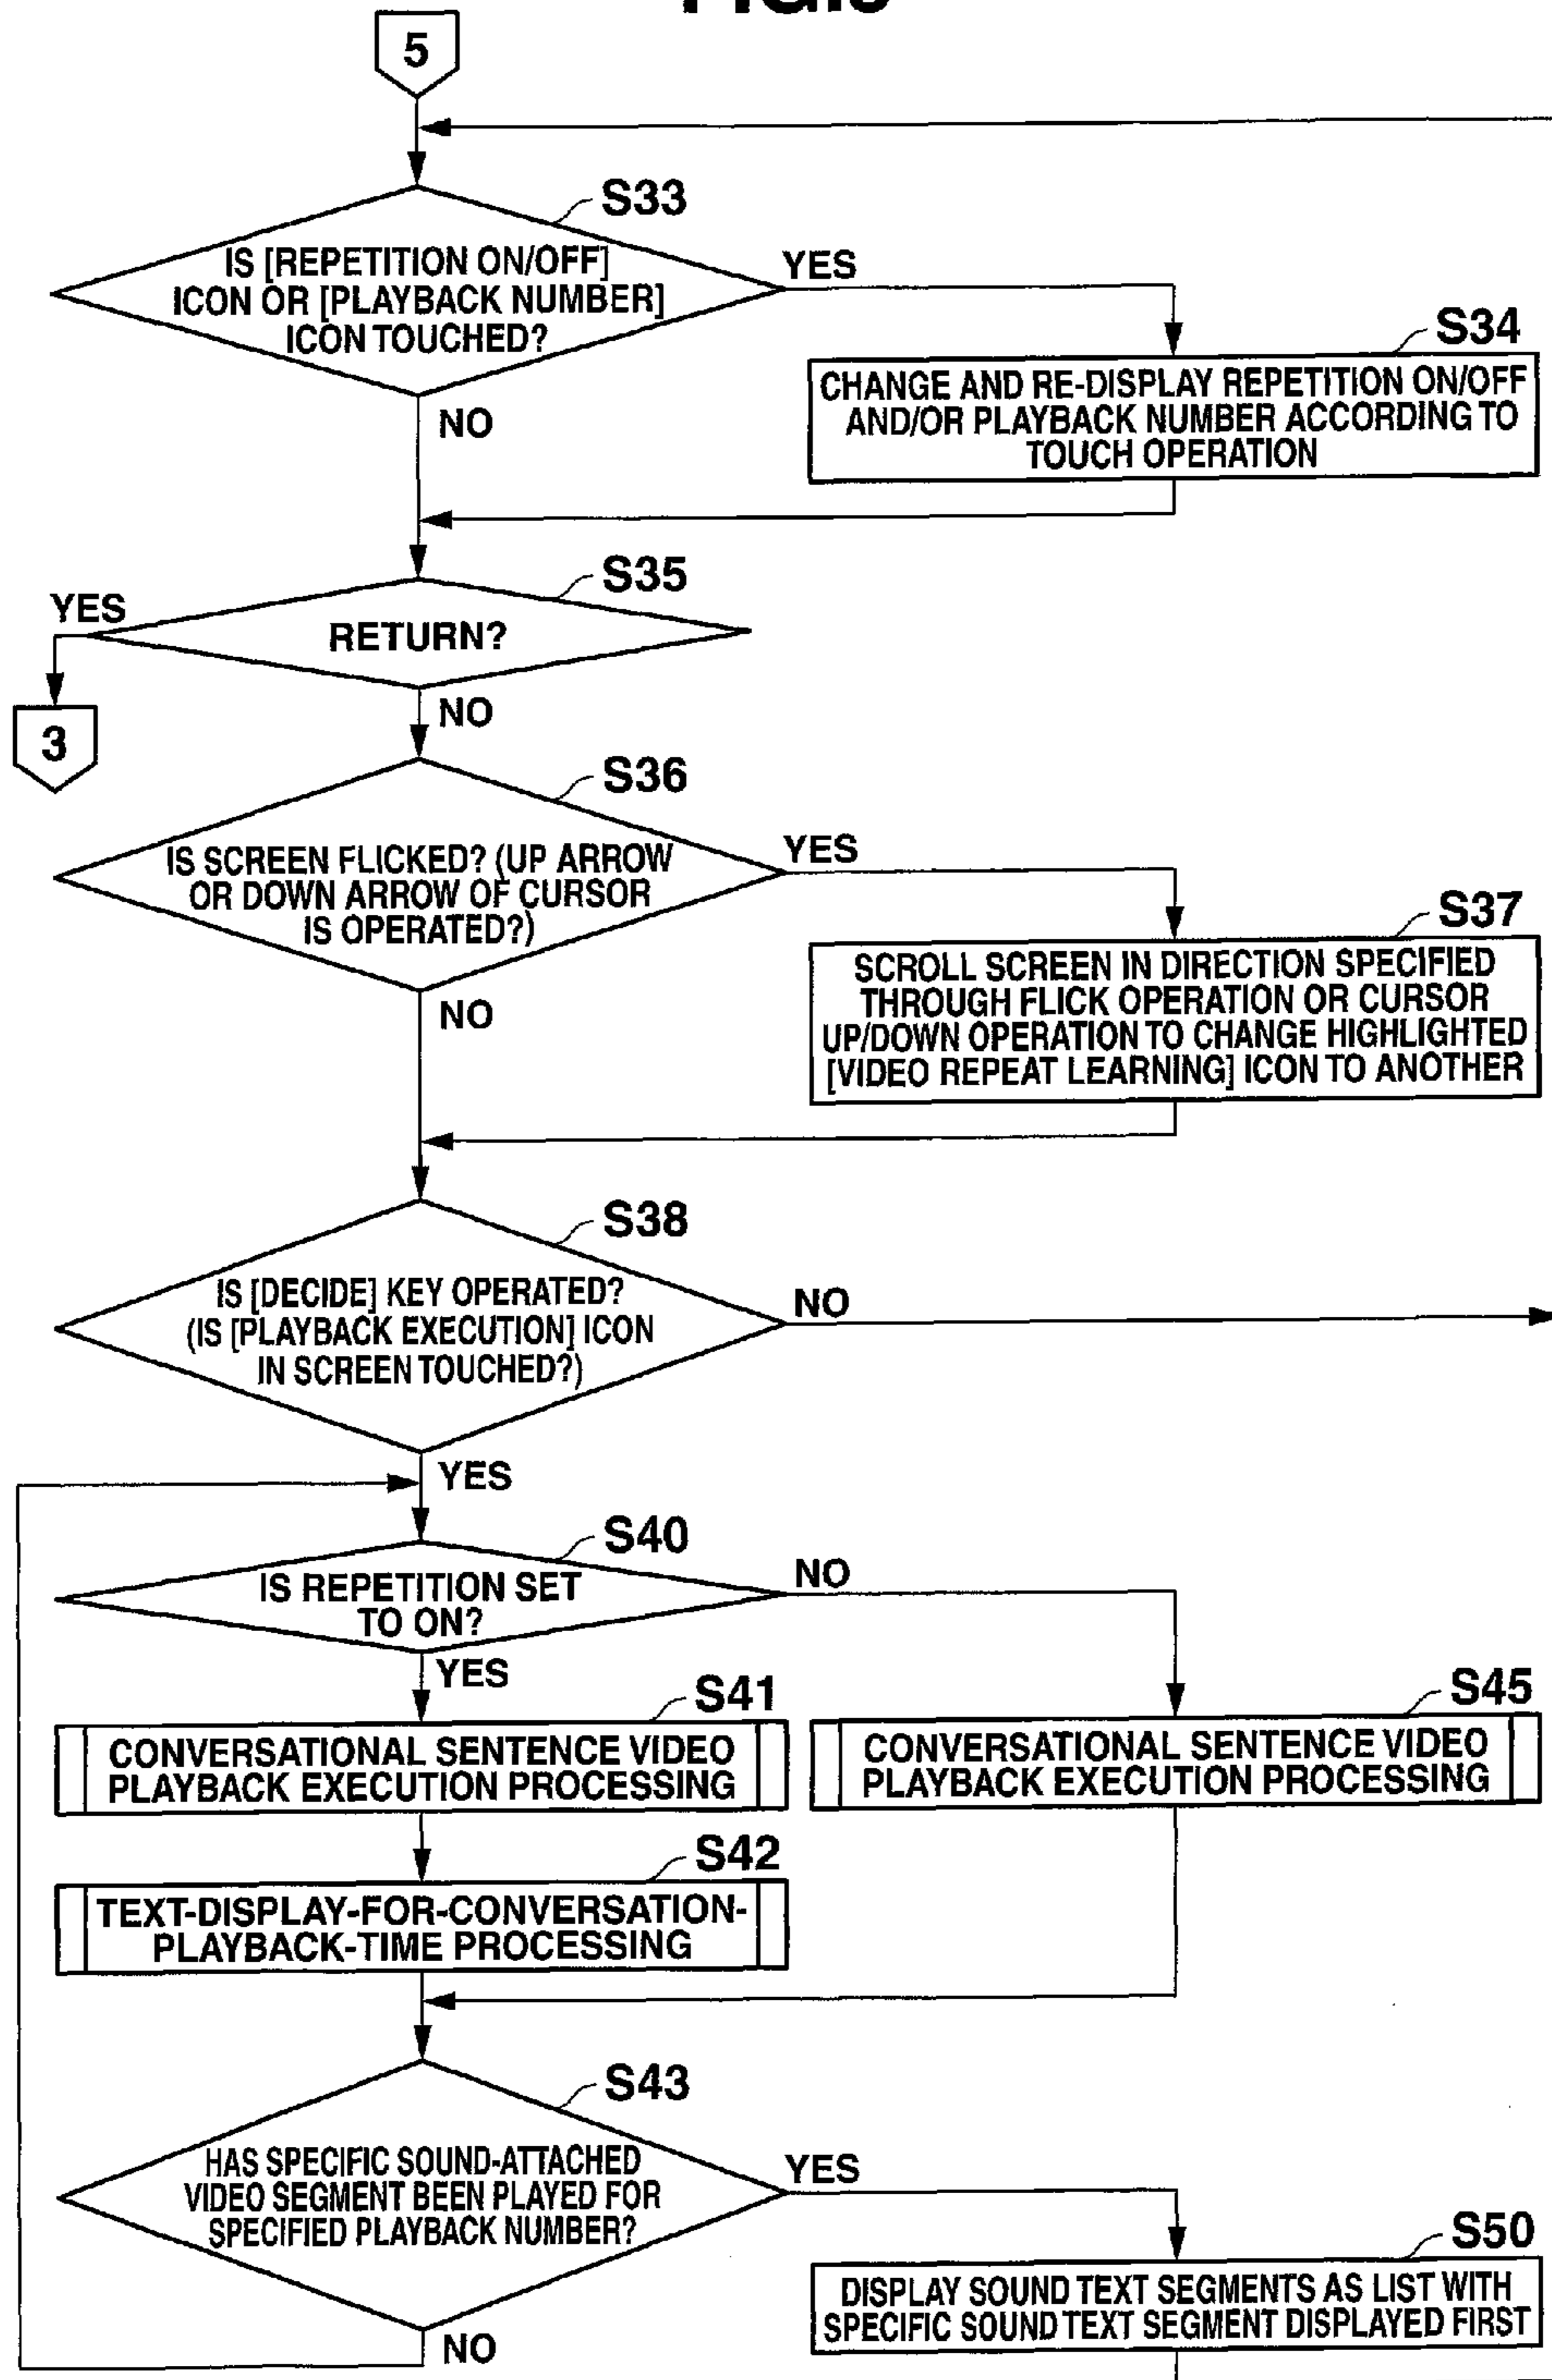 5
S33
IS [REPETITION ON/OFF]
ICON OR [PLAYBACK NUMBER]
ICON TOUCHED?
YES
NO
S34
CHANGE AND RE-DISPLAY REPETITION ON/OFF
AND/OR PLAYBACK NUMBER ACCORDING TO
TOUCH OPERATION
S35
YES
RETURN?
NO
3
S36
IS SCREEN FLICKED? (UP ARROW
OR DOWN ARROW OF CURSOR
IS OPERATED?)
YES
NO
S37
SCROLL SCREEN IN DIRECTION SPECIFIED
THROUGH FLICK OPERATION OR CURSOR
UP/DOWN OPERATION TO CHANGE HIGHLIGHTED
[VIDEO REPEAT LEARNING] ICON TO ANOTHER
S38
IS [DECIDE] KEY OPERATED?
(IS [PLAYBACK EXECUTION] ICON
IN SCREEN TOUCHED?)
NO
YES
S40
IS REPETITION SET
TO ON?
NO
YES
S41
CONVERSATIONAL SENTENCE VIDEO
PLAYBACK EXECUTION PROCESSING
S45
CONVERSATIONAL SENTENCE VIDEO
PLAYBACK EXECUTION PROCESSING
S42
TEXT-DISPLAY-FOR-CONVERSATION-
PLAYBACK-TIME PROCESSING
S43
HAS SPECIFIC SOUND-ATTACHED
VIDEO SEGMENT BEEN PLAYED FOR
SPECIFIED PLAYBACK NUMBER?
YES
NO
S50
DISPLAY SOUND TEXT SEGMENTS AS LIST WITH
SPECIFIC SOUND TEXT SEGMENT DISPLAYED FIRST